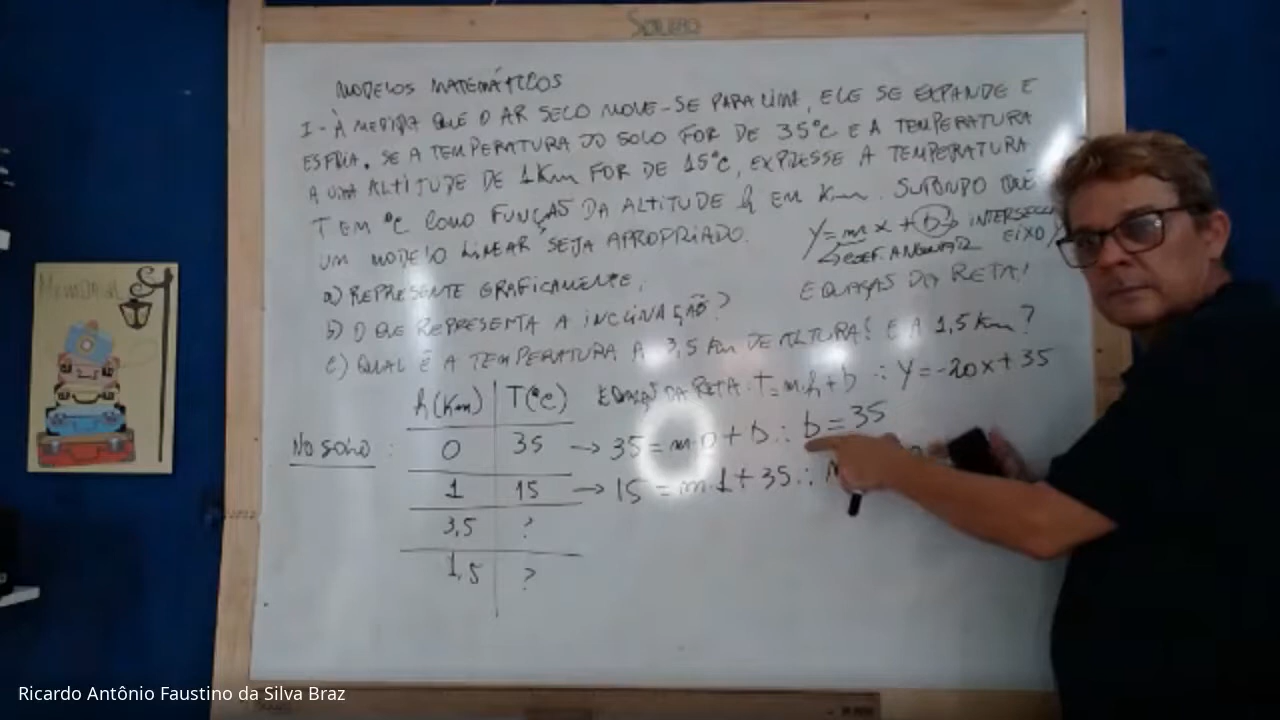 MODELOS MATEMÁTICOS
I - À MEDIDA QUE O AR SECO MOVE-SE PARA CIMA, ELE SE EXPANDE E
ESFRIA. SE A TEMPERATURA DO SOLO FOR DE 35°C E A TEMPERATURA
A UMA ALTITUDE DE 1Km FOR DE 15°C, EXPRESSE A TEMPERATURA
T EM °C COMO FUNÇÃO DA ALTITUDE h EM Km. SUPONDO QUE
UM MODELO LINEAR SEJA APROPRIADO.
y=mx+b → INTERSECÇ
COEF. ANGULAR EIXO y
EQUAÇÃO DA RETA!
a) REPRESENTE GRAFICAMENTE.
b) O QUE REPRESENTA A INCLINAÇÃO?
c) QUAL É A TEMPERATURA A 3,5 Km DE ALTURA? E A 1,5 Km?
h(Km) T(°C) EQUAÇÃO DA RETA: T=m.h+b ∴ y=-20x+35
NO SOLO: 0 35 → 35=m.0+b ∴ b=35
1 15 → 15=m.1+35 ∴
3,5 ?
1,5 ?
Memorial
Ricardo Antônio Faustino da Silva Braz